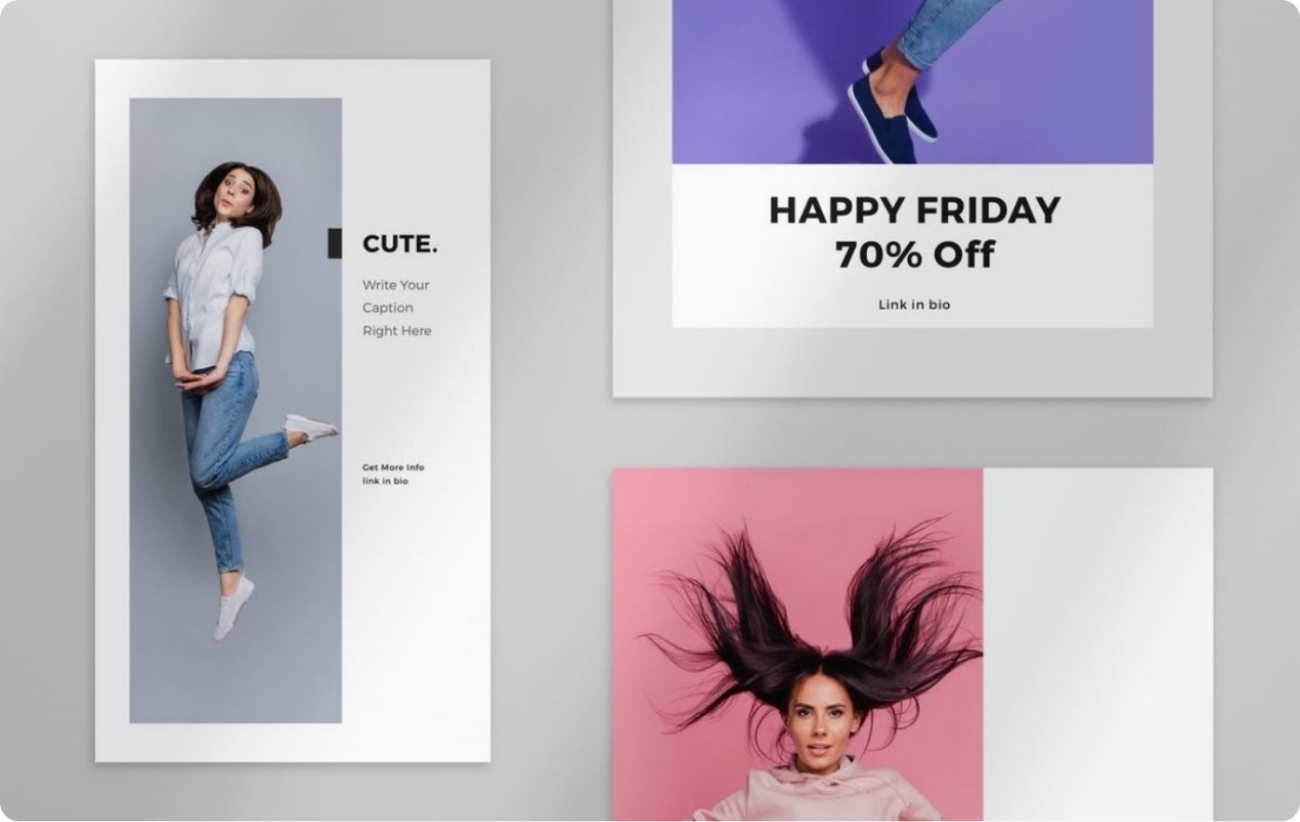 CUTE.
Write Your
Caption
Right Here
Get More Info
link in bio
HAPPY FRIDAY
70% Off
Link in bio